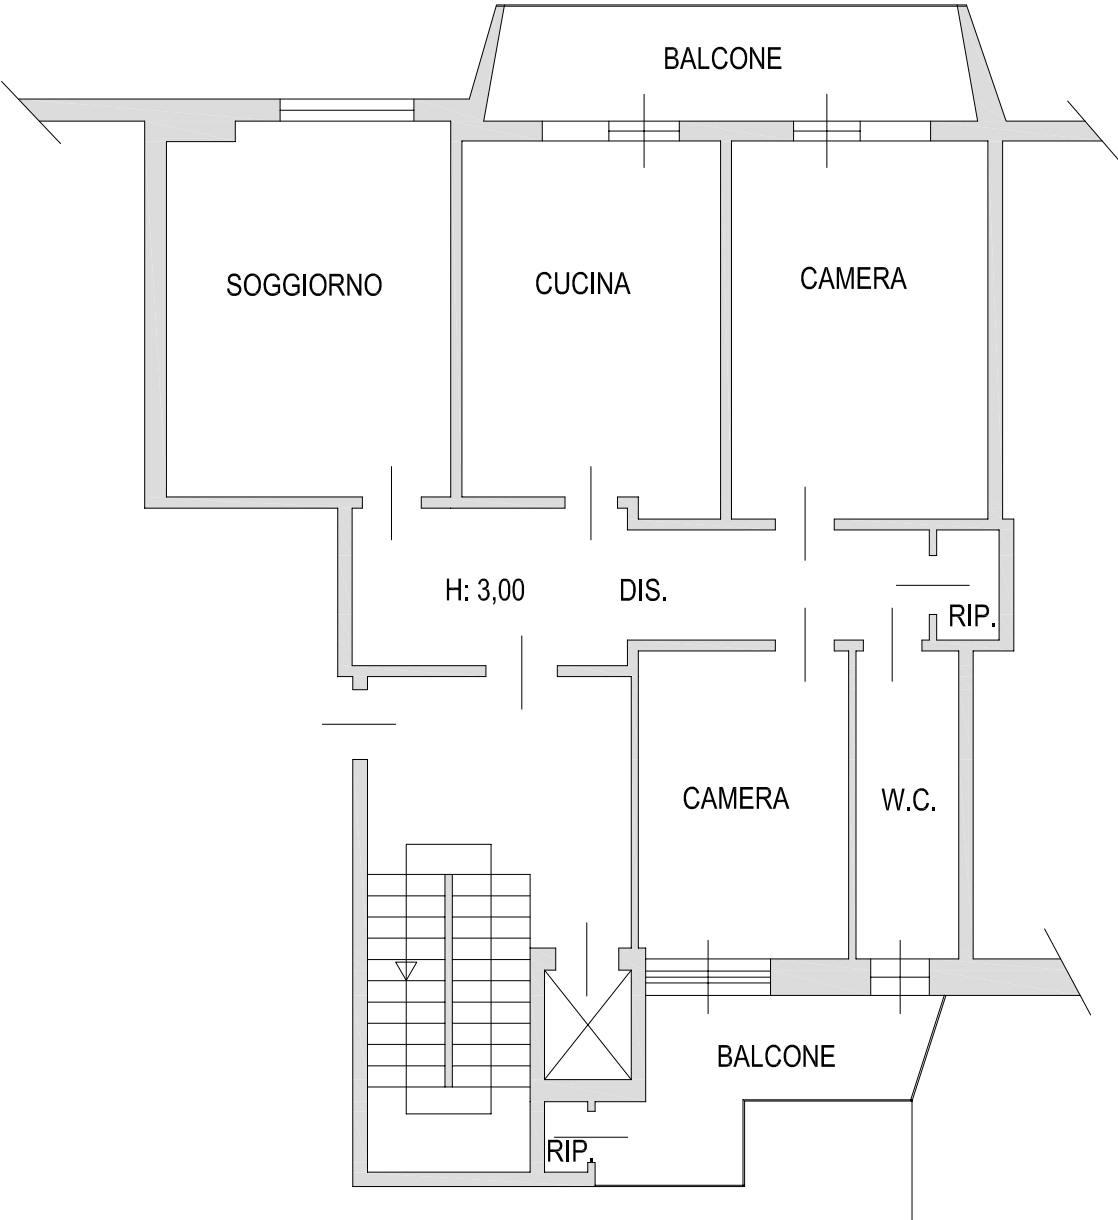 BALCONE
SOGGIORNO
CUCINA
CAMERA
H: 3,00
DIS.
RIP.
CAMERA
W.C.
BALCONE
RIP.